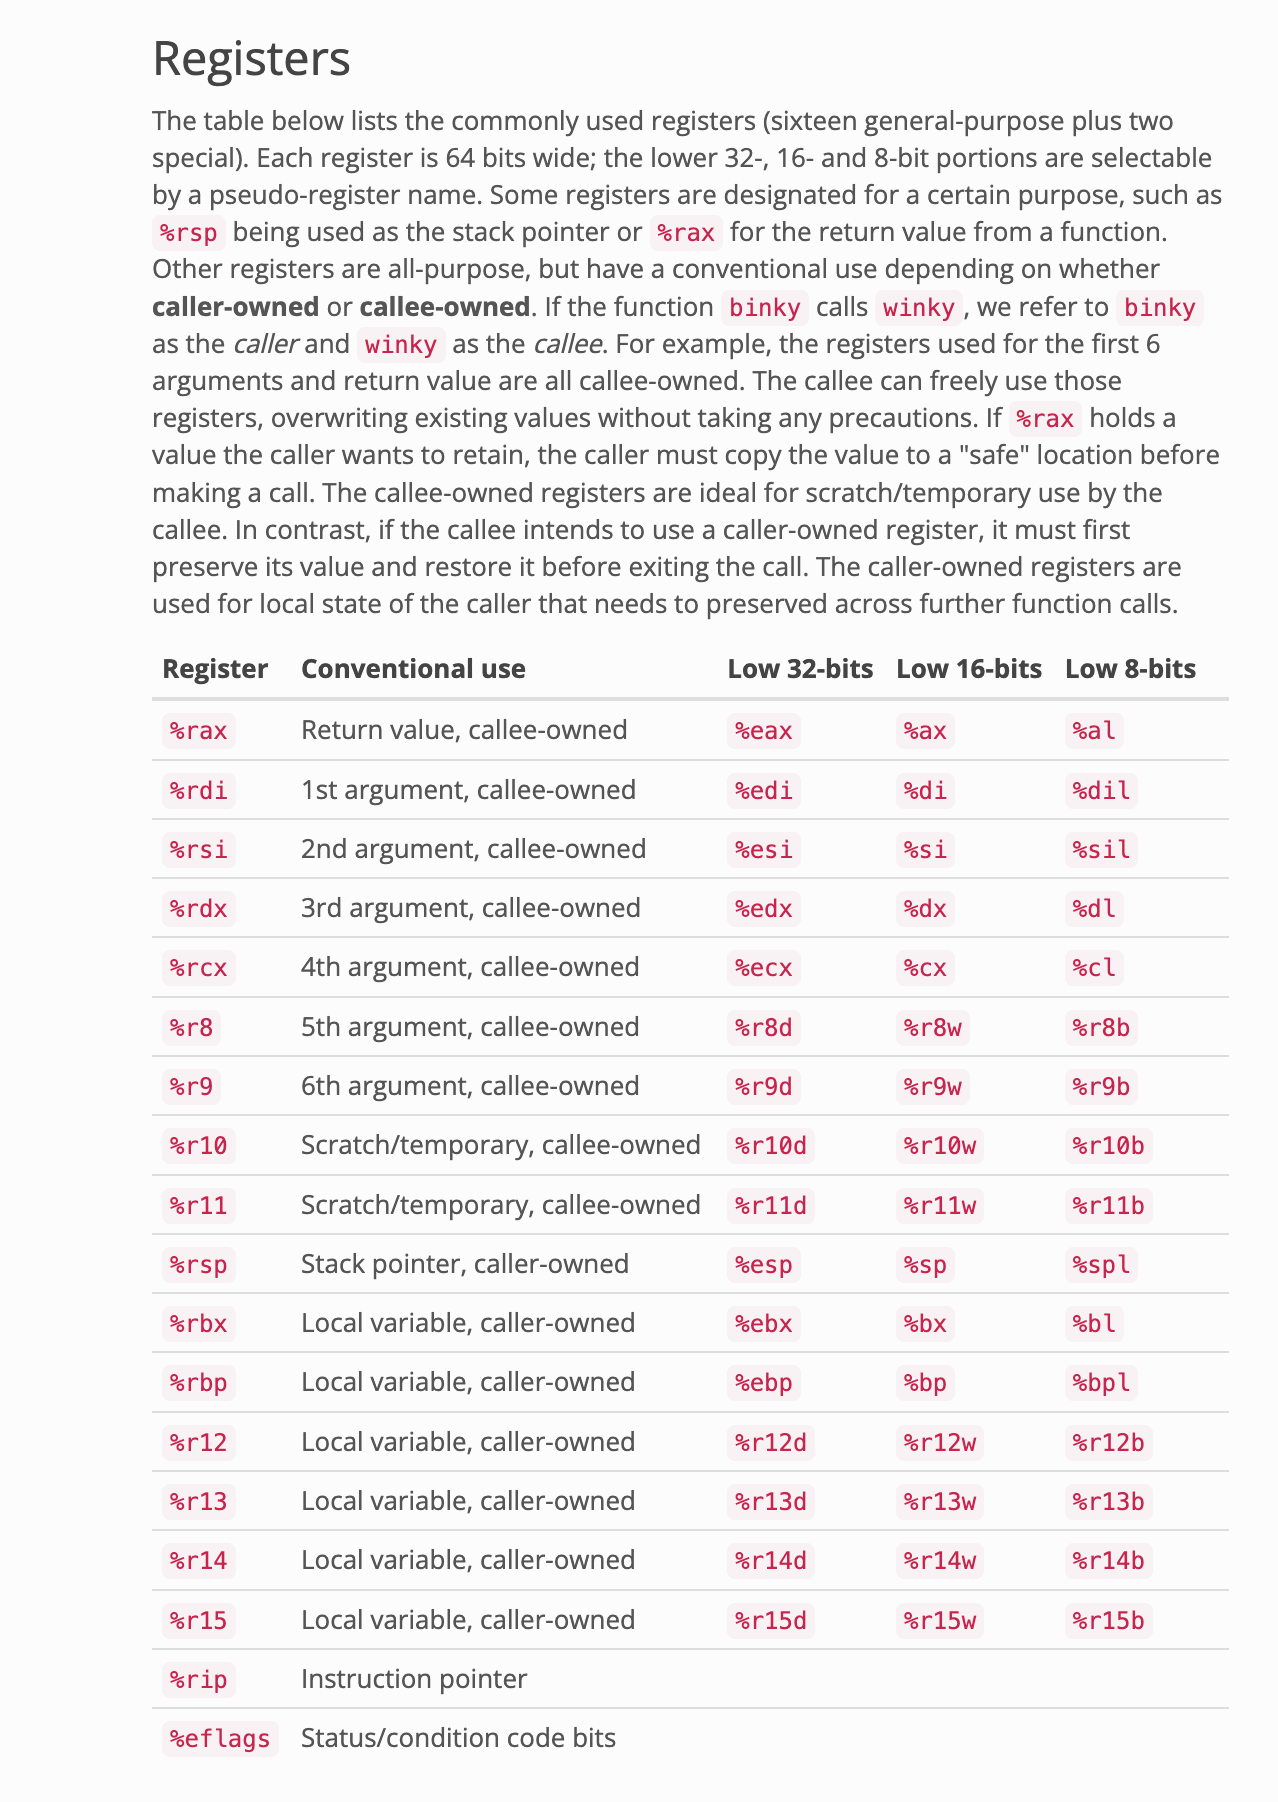 Registers
The table below lists the commonly used registers (sixteen general-purpose plus two
special). Each register is 64 bits wide; the lower 32-, 16- and 8-bit portions are selectable
by a pseudo-register name. Some registers are designated for a certain purpose, such as
%rsp being used as the stack pointer or %rax for the return value from a function.
Other registers are all-purpose, but have a conventional use depending on whether
caller-owned or callee-owned. If the function binky calls winky, we refer to binky
as the caller and winky as the callee. For example, the registers used for the first 6
arguments and return value are all callee-owned. The callee can freely use those
registers, overwriting existing values without taking any precautions. If %rax holds a
value the caller wants to retain, the caller must copy the value to a "safe" location before
making a call. The callee-owned registers are ideal for scratch/temporary use by the
callee. In contrast, if the callee intends to use a caller-owned register, it must first
preserve its value and restore it before exiting the call. The caller-owned registers are
used for local state of the caller that needs to preserved across further function calls.
Register Conventional use Low 32-bits Low 16-bits Low 8-bits
%rax Return value, callee-owned %eax %ax %al
%rdi 1st argument, callee-owned %edi %di %dil
%rsi 2nd argument, callee-owned %esi %si %sil
%rdx 3rd argument, callee-owned %edx %dx %dl
%rcx 4th argument, callee-owned %ecx %cx %cl
%r8 5th argument, callee-owned %r8d %r8w %r8b
%r9 6th argument, callee-owned %r9d %r9w %r9b
%r10 Scratch/temporary, callee-owned %r10d %r10w %r10b
%r11 Scratch/temporary, callee-owned %r11d %r11w %r11b
%rsp Stack pointer, caller-owned %esp %sp %spl
%rbx Local variable, caller-owned %ebx %bx %bl
%rbp Local variable, caller-owned %ebp %bp %bpl
%r12 Local variable, caller-owned %r12d %r12w %r12b
%r13 Local variable, caller-owned %r13d %r13w %r13b
%r14 Local variable, caller-owned %r14d %r14w %r14b
%r15 Local variable, caller-owned %r15d %r15w %r15b
%rip Instruction pointer
%eflags Status/condition code bits